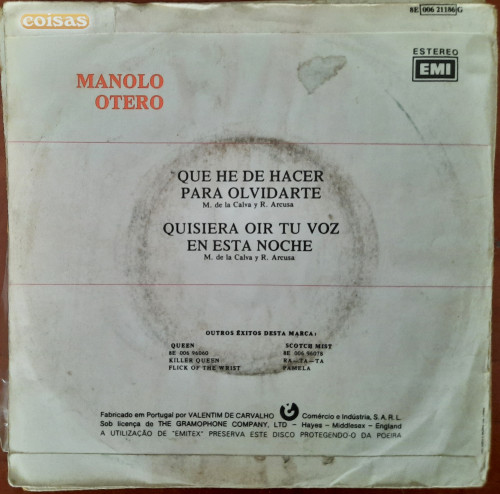 coisas
8E 006 21186 G
ESTEREO
EMI
MANOLO
OTERO
QUE HE DE HACER
PARA OLVIDARTE
M. de la Calva y R. Arcusa
QUISIERA OIR TU VOZ
EN ESTA NOCHE
M. de la Calva y R. Arcusa
OUTROS ÊXITOS DESTA MARCA:
QUEEN
8E 006 96060
KILLER QUEEN
FLICK OF THE WRIST
SCOTCH MIST
8E 006 96078
RA-TA-TA
PAMELA
Fabricado em Portugal por VALENTIM DE CARVALHO Comércio e Indústria, S.A.R.L.
Sob licença do THE GRAMOPHONE COMPANY, LTD - Hayes - Middlesex - England
A UTILIZAÇÃO DE "EMITEX" PRESERVA ESTE DISCO PROTEGENDO-O DA POEIRA